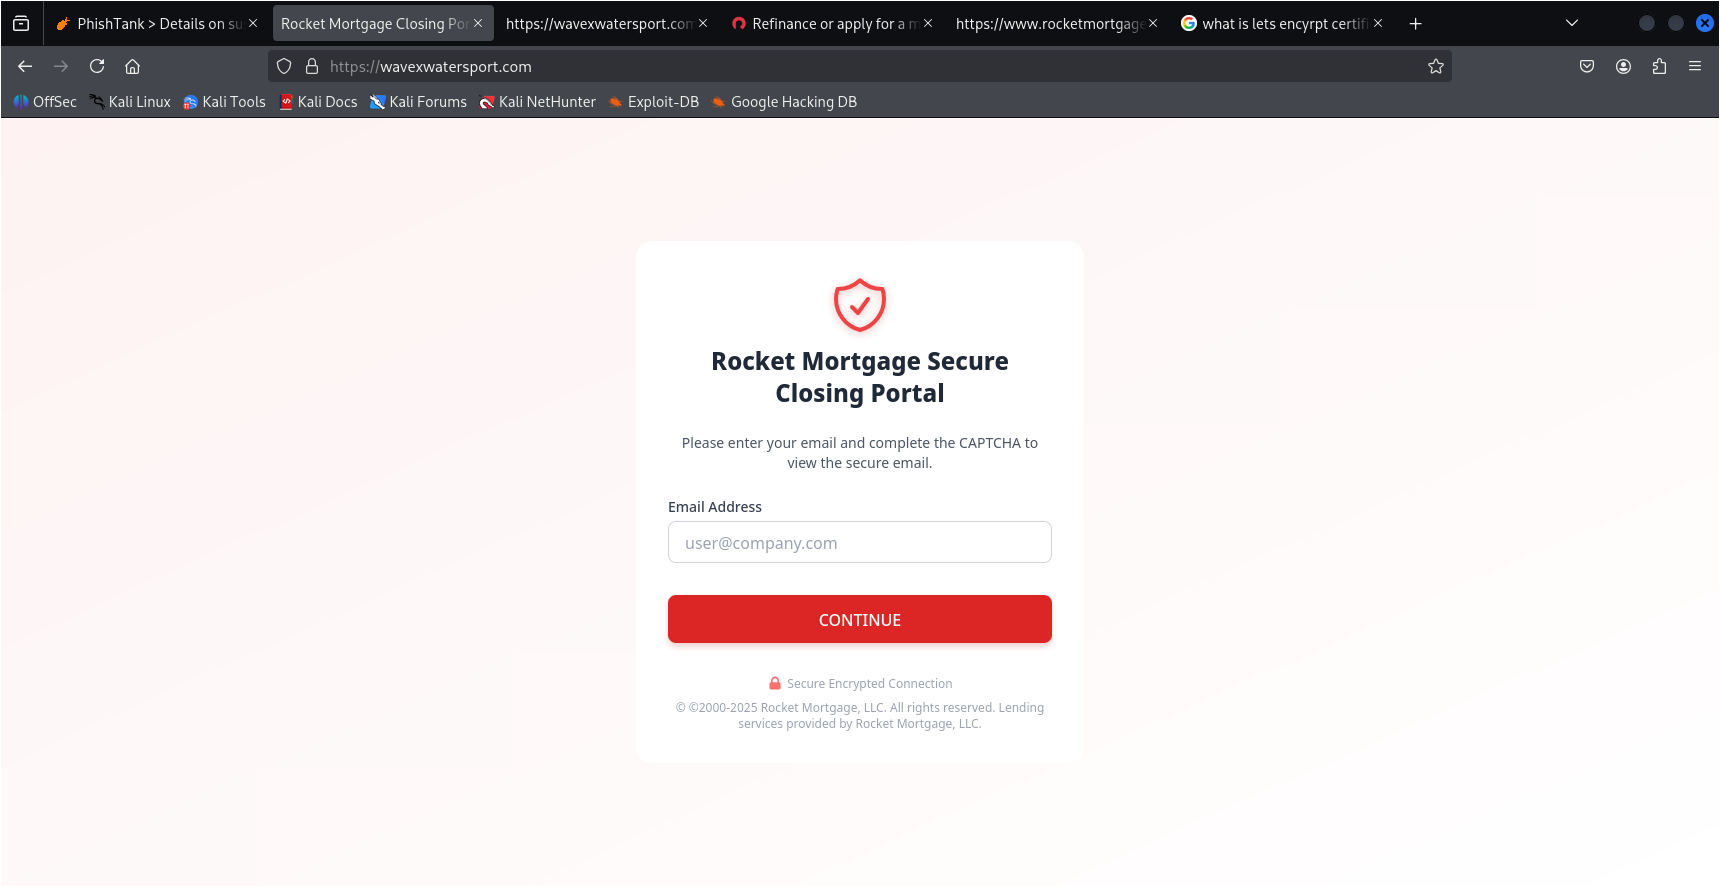 PhishTank > Details on su
Rocket Mortgage Closing Por
https://wavexwatersport.com
Refinance or apply for a m
https://www.rocketmortgage
what is lets encyrpt certifi
https://wavexwatersport.com
OffSec
Kali Linux
Kali Tools
Kali Docs
Kali Forums
Kali NetHunter
Exploit-DB
Google Hacking DB
Rocket Mortgage Secure
Closing Portal
Please enter your email and complete the CAPTCHA to
view the secure email.
Email Address
user@company.com
CONTINUE
Secure Encrypted Connection
© ©2000-2025 Rocket Mortgage, LLC. All rights reserved. Lending
services provided by Rocket Mortgage, LLC.